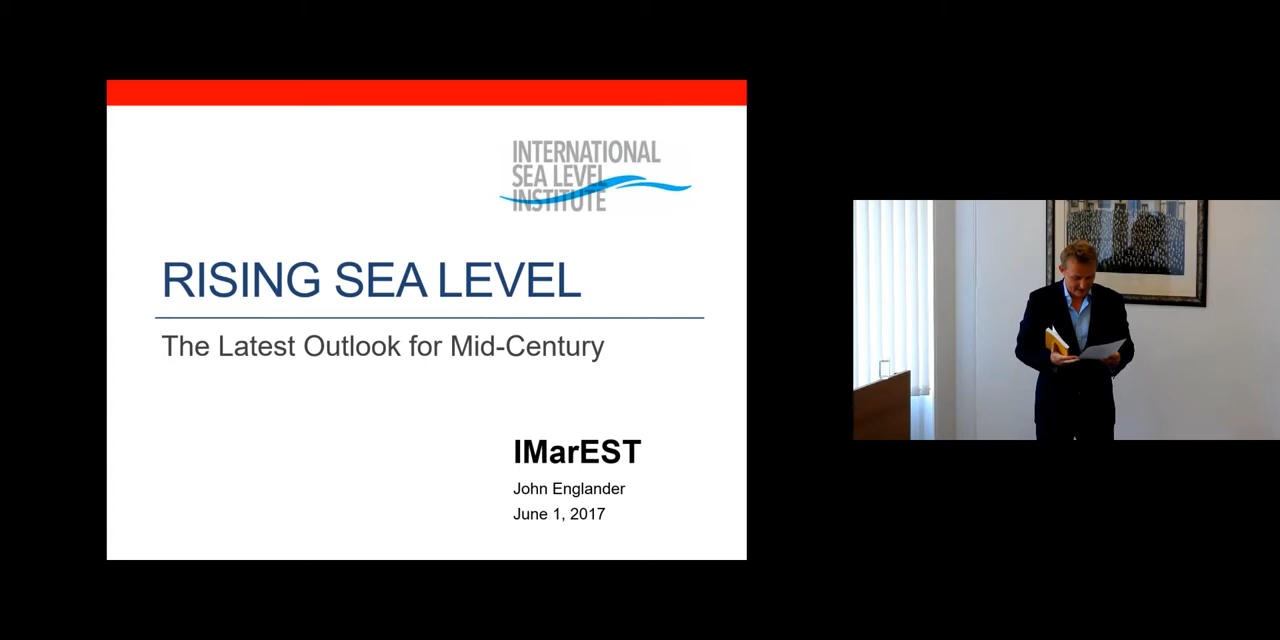 INTERNATIONAL
SEA LEVEL
INSTITUTE
RISING SEA LEVEL
The Latest Outlook for Mid-Century
IMarEST
John Englander
June 1, 2017